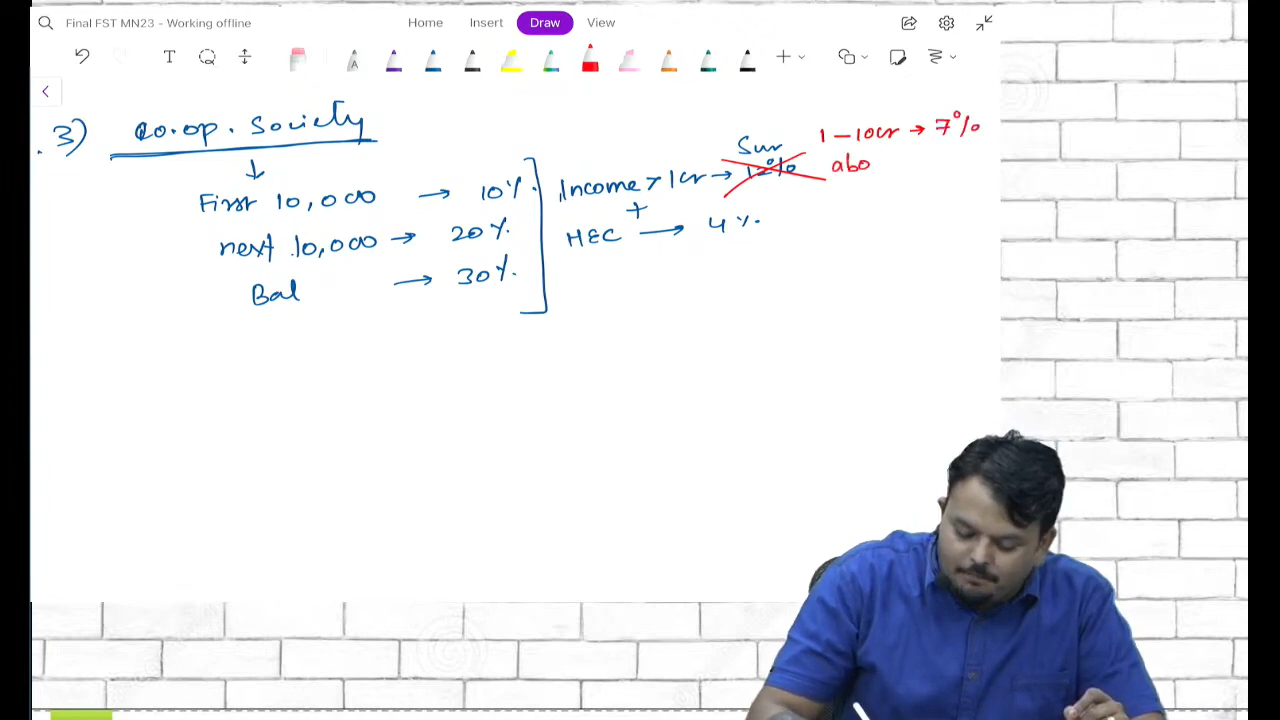 Final FST MN23 - Working offline
Home Insert Draw View
T
A
3) Co.op. Society
First 10,000 → 10%.
next 10,000 → 20%.
Bal → 30%.
Income > 1cr → Sur 12%
+
HEC → 4%.
1 – 10cr → 7%
abo